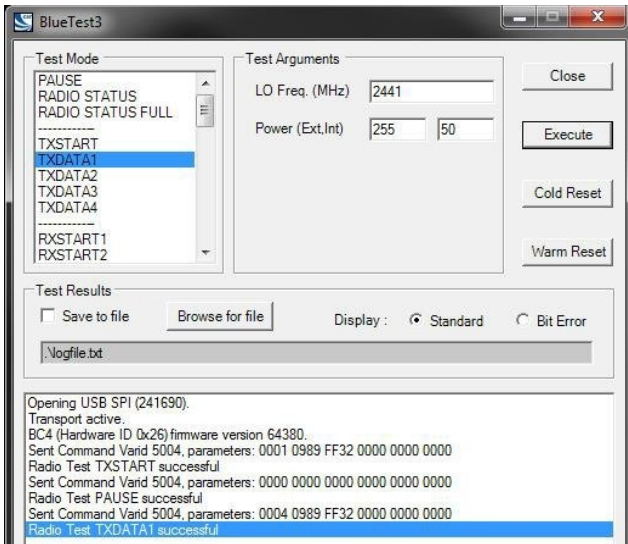 BlueTest3
Test Mode
PAUSE
RADIO STATUS
RADIO STATUS FULL
------------
TXSTART
TXDATA1
TXDATA2
TXDATA3
TXDATA4
------------
RXSTART1
RXSTART2
Test Arguments
LO Freq. (MHz) 2441
Power (Ext,Int) 255 50
Close
Execute
Cold Reset
Warm Reset
Test Results
Save to file Browse for file Display : Standard Bit Error
.\logfile.txt
Opening USB SPI (241690).
Transport active.
BC4 (Hardware ID 0x26) firmware version 64380.
Sent Command Varid 5004, parameters: 0001 0989 FF32 0000 0000 0000
Radio Test TXSTART successful
Sent Command Varid 5004, parameters: 0000 0000 0000 0000 0000 0000
Radio Test PAUSE successful
Sent Command Varid 5004, parameters: 0004 0989 FF32 0000 0000 0000
Radio Test TXDATA1 successful